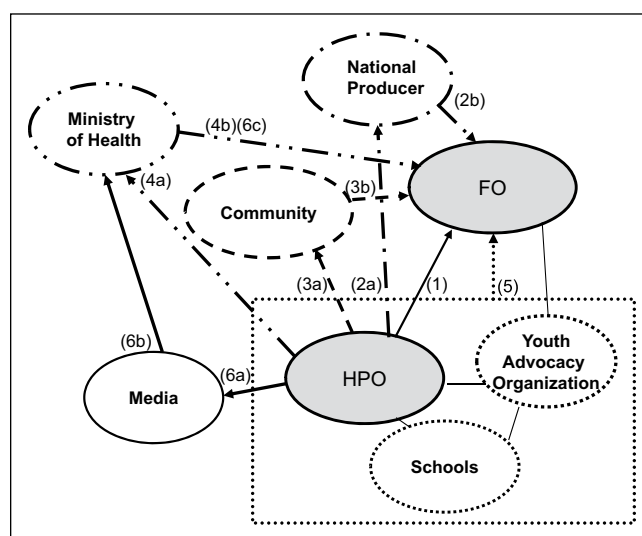 National
Producer
(2b)
Ministry
of Health
(4b)(6c)
(4a)
(3b)
FO
Community
(3a)
(2a)
(1)
(5)
(6b)
Youth
Advocacy
Organization
(6a)
HPO
Media
Schools